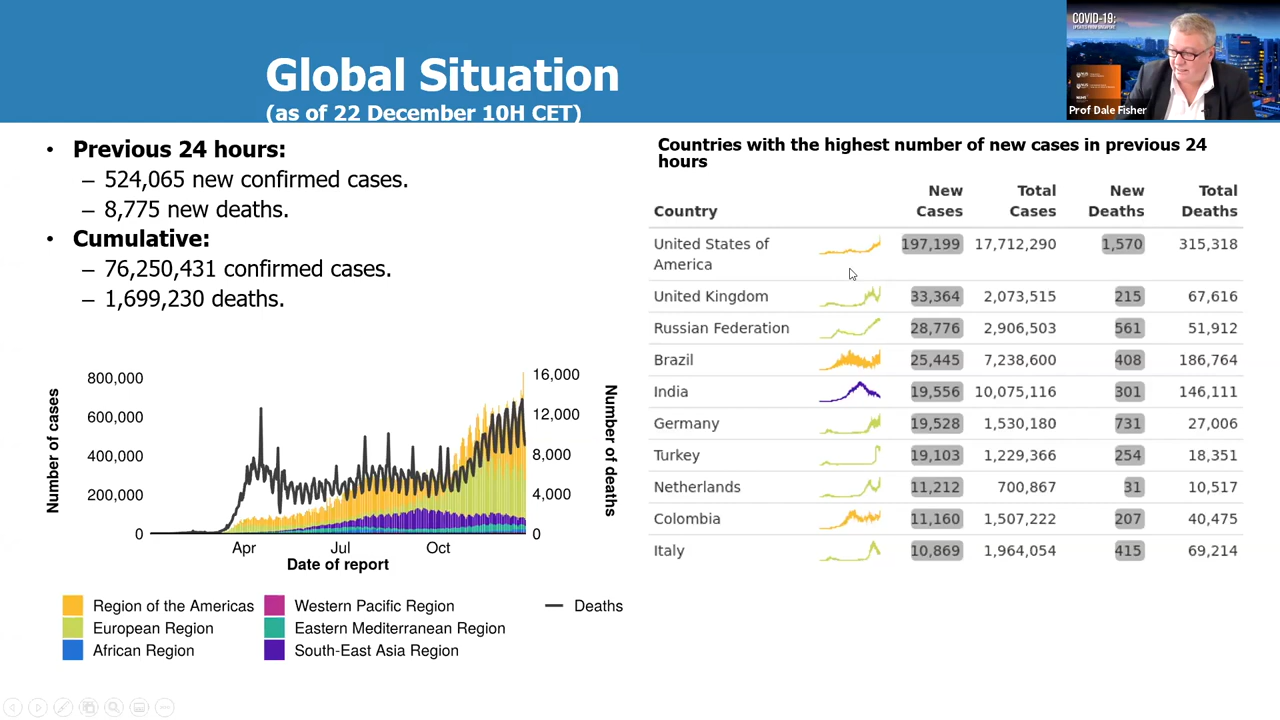 COVID-19:
Prof Dale Fisher
Global Situation
(as of 22 December 10H CET)
• Previous 24 hours:
– 524,065 new confirmed cases.
– 8,775 new deaths.
• Cumulative:
– 76,250,431 confirmed cases.
– 1,699,230 deaths.
Countries with the highest number of new cases in previous 24
hours
Country New Cases Total Cases New Deaths Total Deaths
United States of America 197,199 17,712,290 1,570 315,318
United Kingdom 33,364 2,073,515 215 67,616
Russian Federation 28,776 2,906,503 561 51,912
Brazil 25,445 7,238,600 408 186,764
India 19,556 10,075,116 301 146,111
Germany 19,528 1,530,180 731 27,006
Turkey 19,103 1,229,366 254 18,351
Netherlands 11,212 700,867 31 10,517
Colombia 11,160 1,507,222 207 40,475
Italy 10,869 1,964,054 415 69,214
Number of cases
800,000
600,000
400,000
200,000
0
16,000
12,000
8,000
4,000
0
Number of deaths
Apr Jul Oct
Date of report
Region of the Americas Western Pacific Region Deaths
European Region Eastern Mediterranean Region
African Region South-East Asia Region